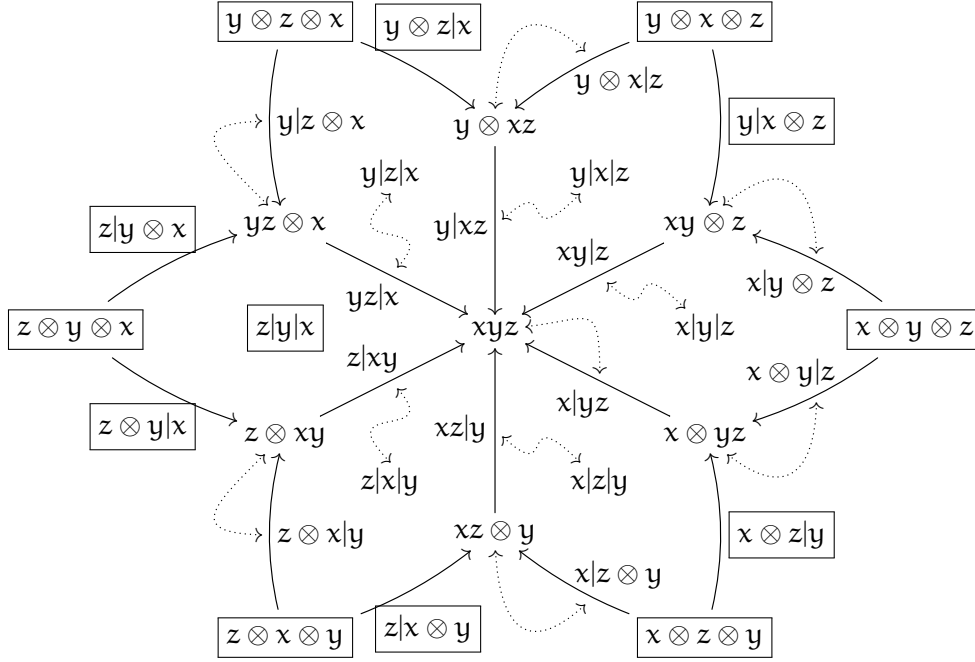 y ⊗ z ⊗ x
y ⊗ z|x
y ⊗ x ⊗ z
y ⊗ x|z
y|z ⊗ x
y ⊗ xz
y|x ⊗ z
y|z|x
y|x|z
z|y ⊗ x
yz ⊗ x
y|xz
xy ⊗ z
xy|z
x|y ⊗ z
yz|x
z ⊗ y ⊗ x
z|y|x
xyz
x|y|z
x ⊗ y ⊗ z
z|xy
x ⊗ y|z
x|yz
z ⊗ y|x
z ⊗ xy
xz|y
x ⊗ yz
z|x|y
x|z|y
z ⊗ x|y
xz ⊗ y
x ⊗ z|y
x|z ⊗ y
z ⊗ x ⊗ y
z|x ⊗ y
x ⊗ z ⊗ y